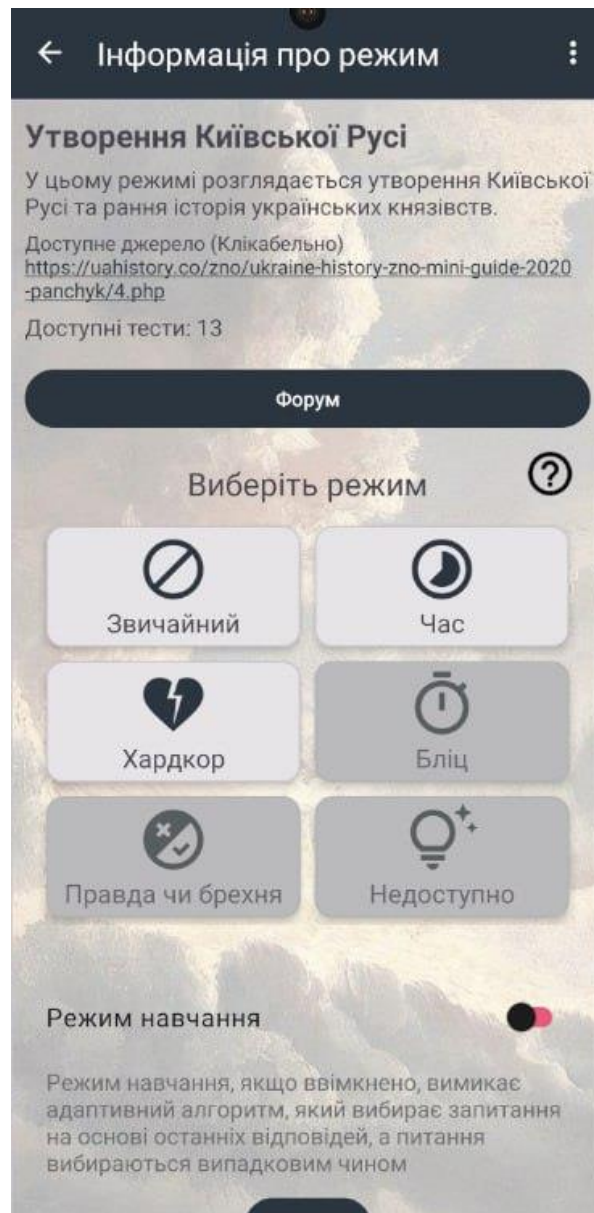 Інформація про режим
Утворення Київської Русі
У цьому режимі розглядається утворення Київської
Русі та рання історія українських князівств.
Доступне джерело (Клікабельно)
https://uahistory.co/zno/ukraine-history-zno-mini-guide-2020
-panchyk/4.php
Доступні тести: 13
Форум
Виберіть режим
Звичайний
Час
Хардкор
Бліц
Правда чи брехня
Недоступно
Режим навчання
Режим навчання, якщо ввімкнено, вимикає
адаптивний алгоритм, який вибирає запитання
на основі останніх відповідей, а питання
вибираються випадковим чином